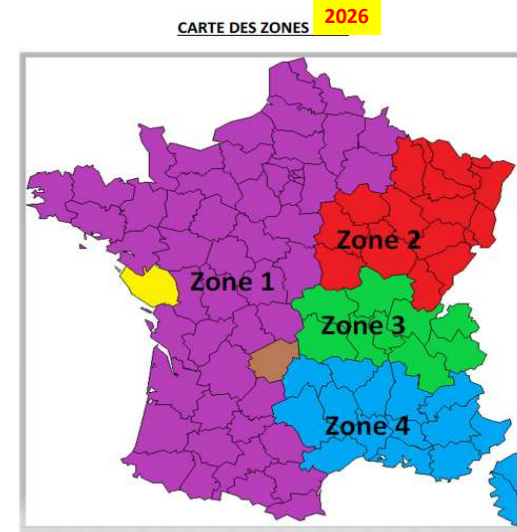 CARTE DES ZONES 2026
Zone 2
Zone 1
Zone 3
Zone 4